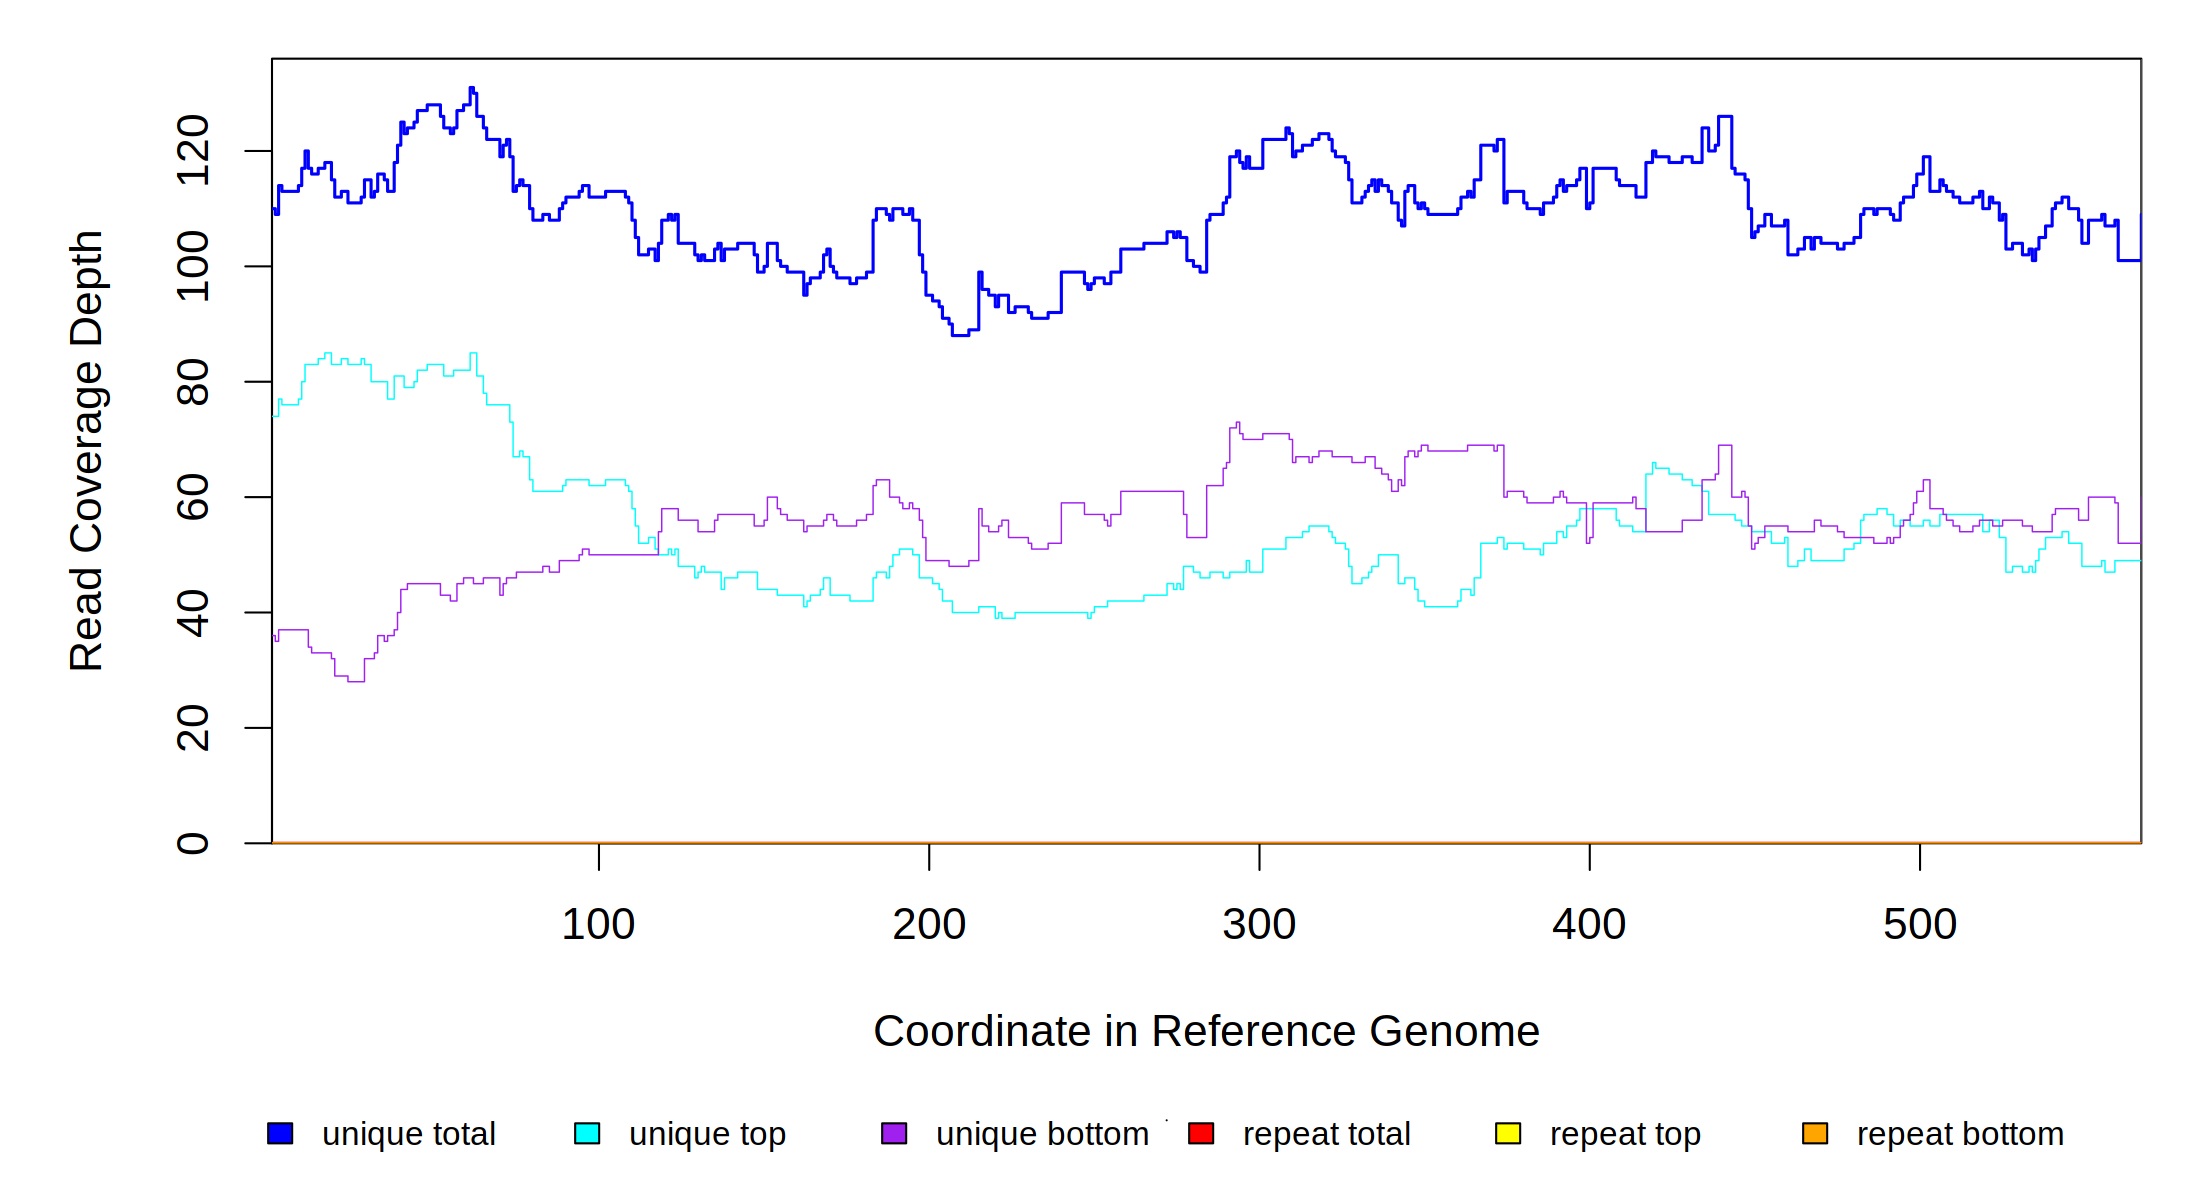 Read Coverage Depth
120
100
80
60
40
20
0
100 200 300 400 500
Coordinate in Reference Genome
unique total unique top unique bottom repeat total repeat top repeat bottom